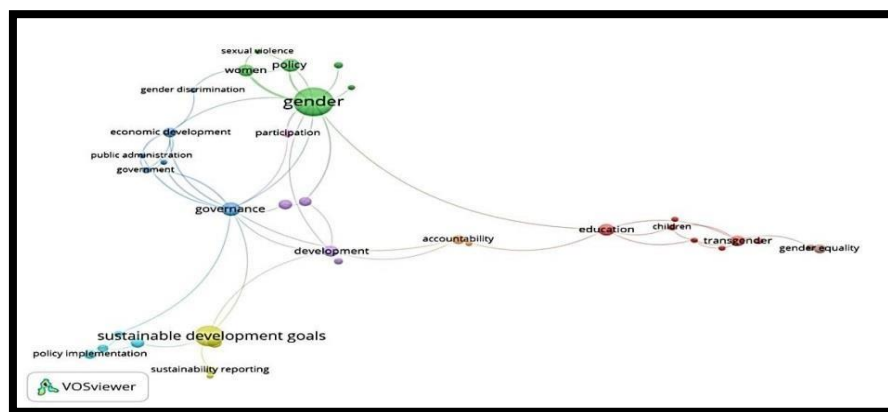 sexual violence
policy
women
gender discrimination
gender
economic development
participation
public administration
government
governance
development
accountability
education
children
transgender
gender equality
sustainable development goals
policy implementation
sustainability reporting
VOSviewer